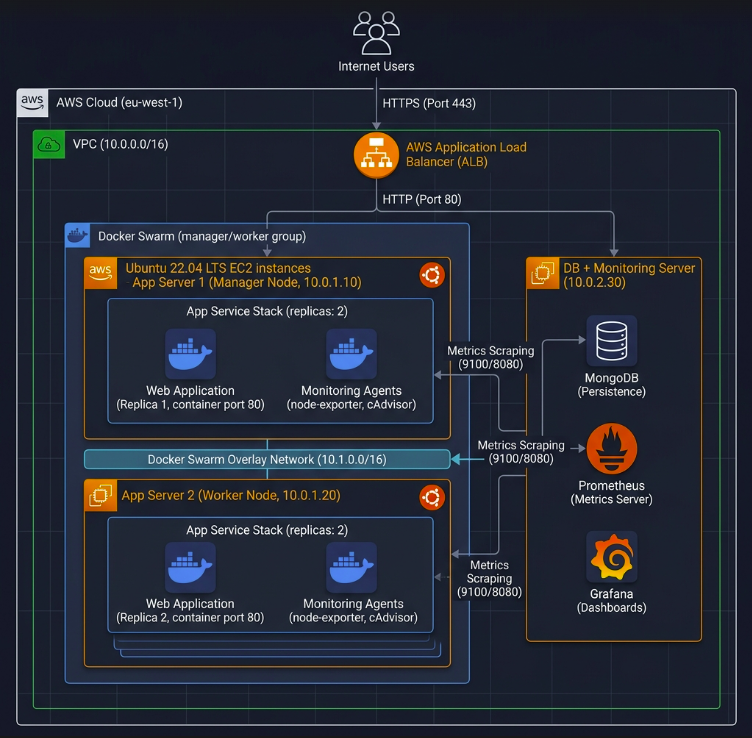 Internet Users
HTTPS (Port 443)
aws
AWS Cloud (eu-west-1)
VPC (10.0.0.0/16)
AWS Application Load
Balancer (ALB)
HTTP (Port 80)
Docker Swarm (manager/worker group)
aws
Ubuntu 22.04 LTS EC2 instances
App Server 1 (Manager Node, 10.0.1.10)
App Service Stack (replicas: 2)
Web Application
(Replica 1, container port 80)
Monitoring Agents
(node-exporter, cAdvisor)
Metrics Scraping
(9100/8080)
DB + Monitoring Server
(10.0.2.30)
MongoDB
(Persistence)
Docker Swarm Overlay Network (10.1.0.0/16)
Metrics Scraping
(9100/8080)
Prometheus
(Metrics Server)
App Server 2 (Worker Node, 10.0.1.20)
App Service Stack (replicas: 2)
Web Application
(Replica 2, container port 80)
Monitoring Agents
(node-exporter, cAdvisor)
Metrics
Scraping
(9100/8080)
Grafana
(Dashboards)